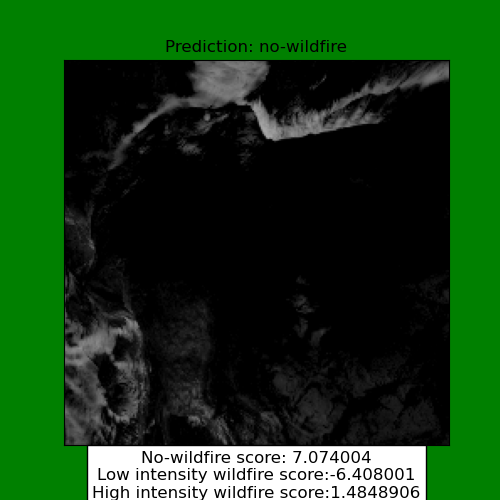 Prediction: no-wildfire
No-wildfire score: 7.074004
Low intensity wildfire score:-6.408001
High intensity wildfire score:1.4848906